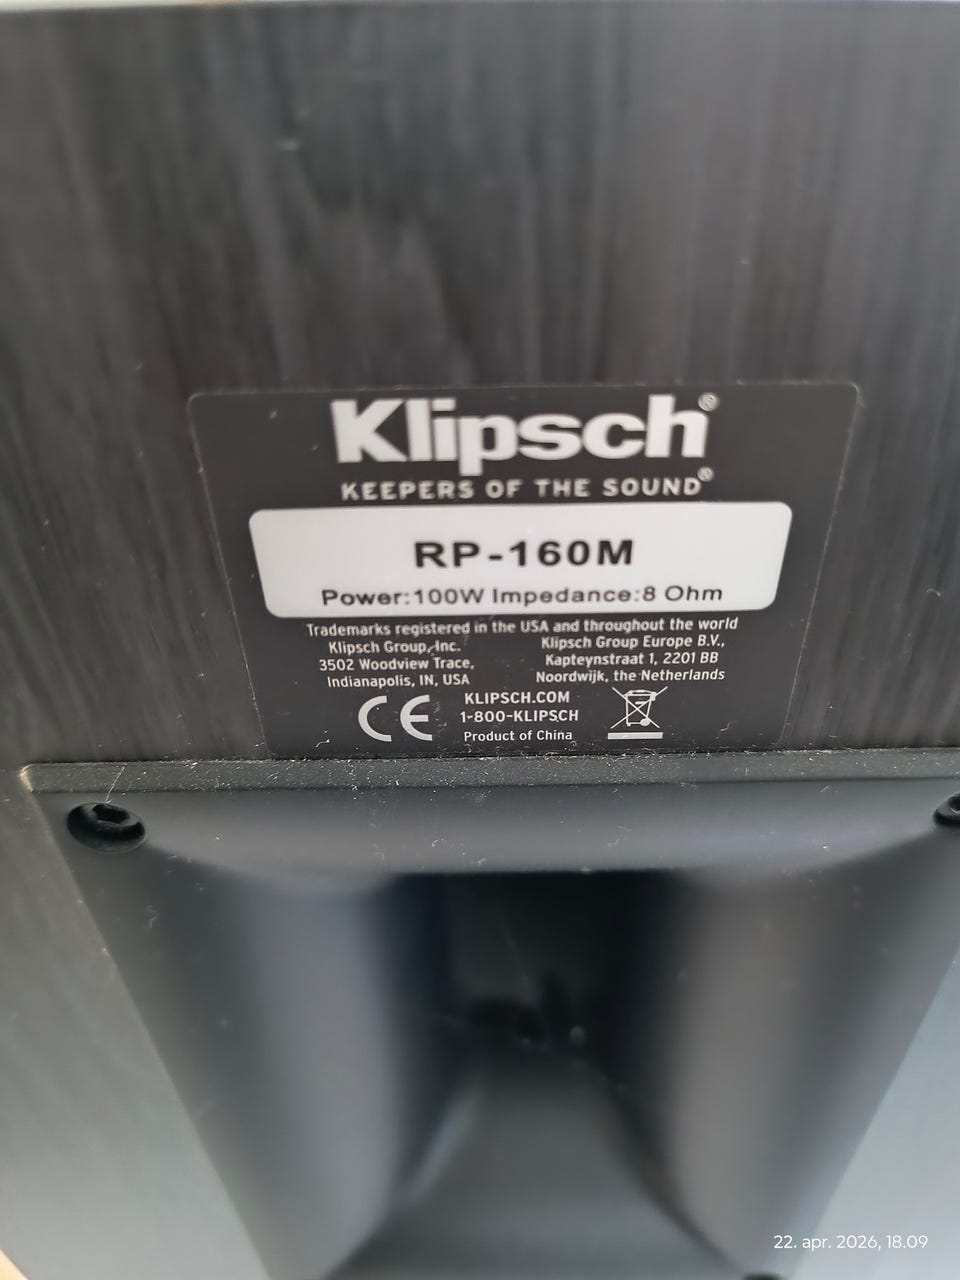 Klipsch®
KEEPERS OF THE SOUND®
RP-160M
Power:100W Impedance:8 Ohm
Trademarks registered in the USA and throughout the world
Klipsch Group, Inc.
3502 Woodview Trace,
Indianapolis, IN, USA
Klipsch Group Europe B.V.,
Kapteynstraat 1, 2201 BB
Noordwijk, the Netherlands
CE
KLIPSCH.COM
1-800-KLIPSCH
Product of China
22. apr. 2026, 18.09